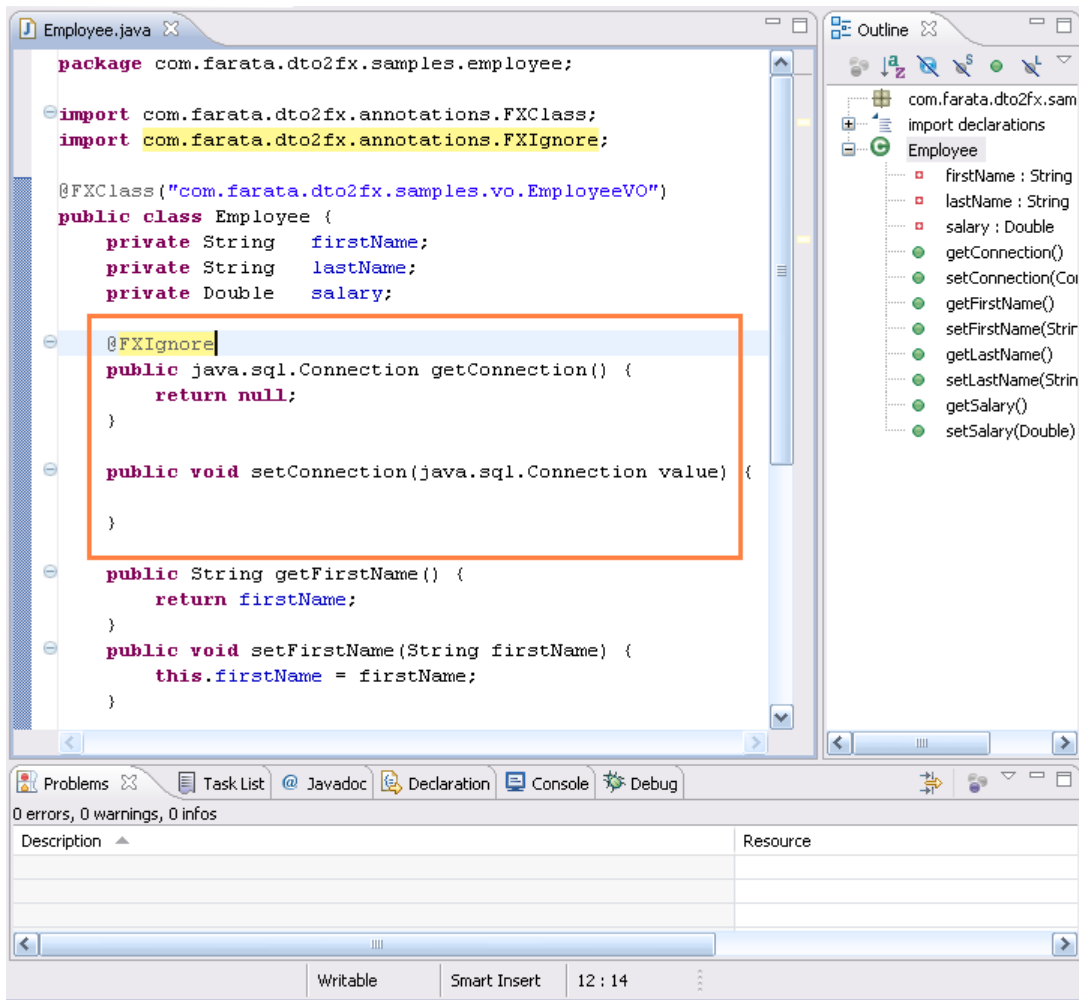 Employee.java
package com.farata.dto2fx.samples.employee;
import com.farata.dto2fx.annotations.FXClass;
import com.farata.dto2fx.annotations.FXIgnore;
@FXClass("com.farata.dto2fx.samples.vo.EmployeeVO")
public class Employee {
private String firstName;
private String lastName;
private Double salary;
@FXIgnore
public java.sql.Connection getConnection() {
return null;
}
public void setConnection(java.sql.Connection value) {
}
public String getFirstName() {
return firstName;
}
public void setFirstName(String firstName) {
this.firstName = firstName;
}
Outline
com.farata.dto2fx.sam
import declarations
Employee
firstName : String
lastName : String
salary : Double
getConnection()
setConnection(Co
getFirstName()
setFirstName(Strin
getLastName()
setLastName(Strin
getSalary()
setSalary(Double)
Problems Task List Javadoc Declaration Console Debug
0 errors, 0 warnings, 0 infos
Description Resource
Writable Smart Insert 12 : 14